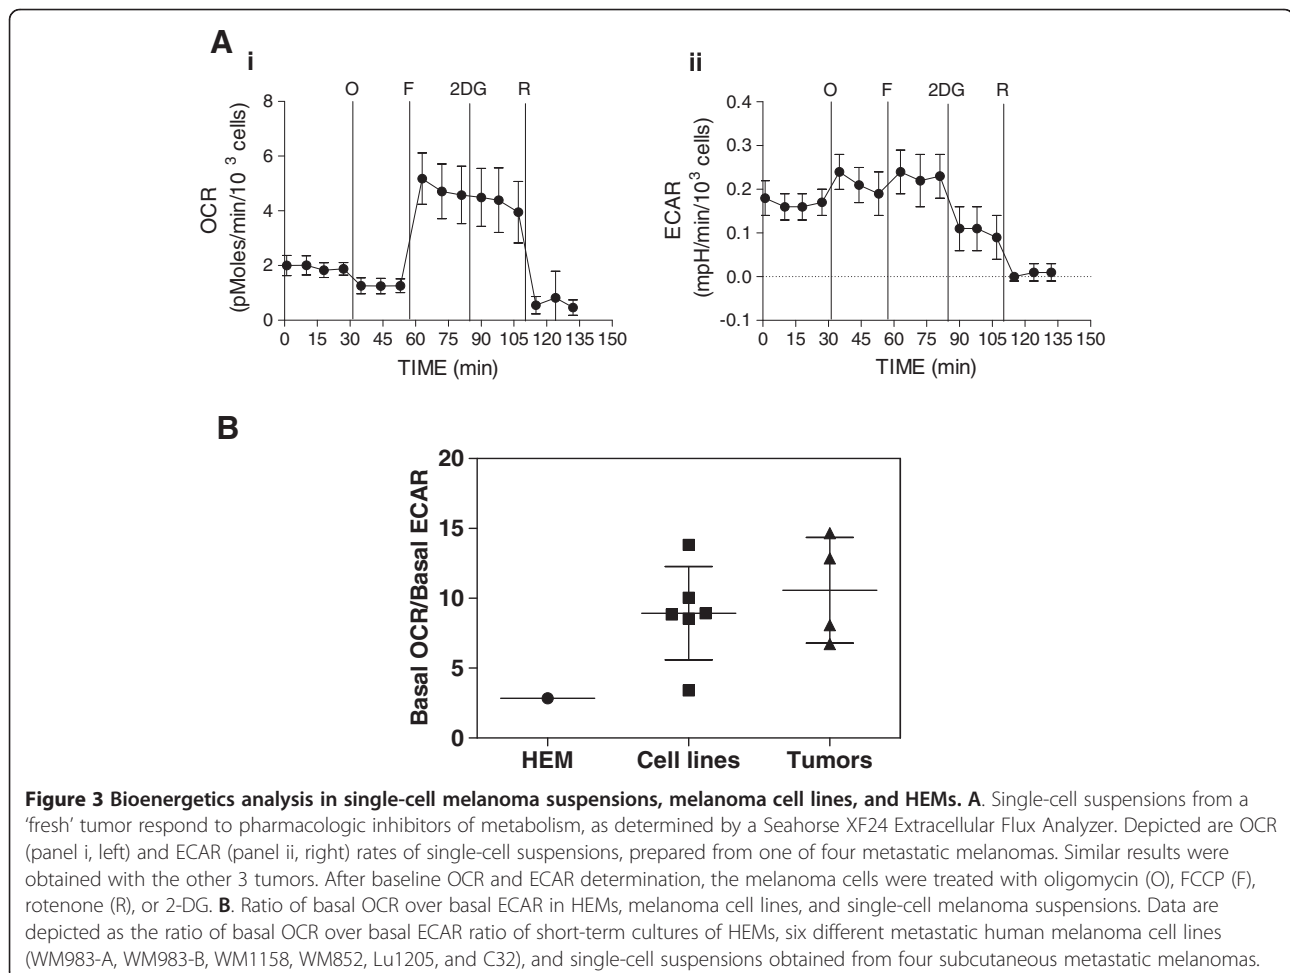 A
i
O F 2DG R
8
6
4
2
0
OCR
(pMoles/min/10 3 cells)
0 15 30 45 60 75 90 105 120 135 150
TIME (min)
ii
O F 2DG R
0.4
0.3
0.2
0.1
0.0
-0.1
ECAR
(mpH/min/10³ cells)
0 15 30 45 60 75 90 105 120 135 150
TIME (min)
B
20
15
10
5
0
Basal OCR/Basal ECAR
HEM Cell lines Tumors
Figure 3 Bioenergetics analysis in single-cell melanoma suspensions, melanoma cell lines, and HEMs. A. Single-cell suspensions from a
‘fresh’ tumor respond to pharmacologic inhibitors of metabolism, as determined by a Seahorse XF24 Extracellular Flux Analyzer. Depicted are OCR
(panel i, left) and ECAR (panel ii, right) rates of single-cell suspensions, prepared from one of four metastatic melanomas. Similar results were
obtained with the other 3 tumors. After baseline OCR and ECAR determination, the melanoma cells were treated with oligomycin (O), FCCP (F),
rotenone (R), or 2-DG. B. Ratio of basal OCR over basal ECAR in HEMs, melanoma cell lines, and single-cell melanoma suspensions. Data are
depicted as the ratio of basal OCR over basal ECAR ratio of short-term cultures of HEMs, six different metastatic human melanoma cell lines
(WM983-A, WM983-B, WM1158, WM852, Lu1205, and C32), and single-cell suspensions obtained from four subcutaneous metastatic melanomas.